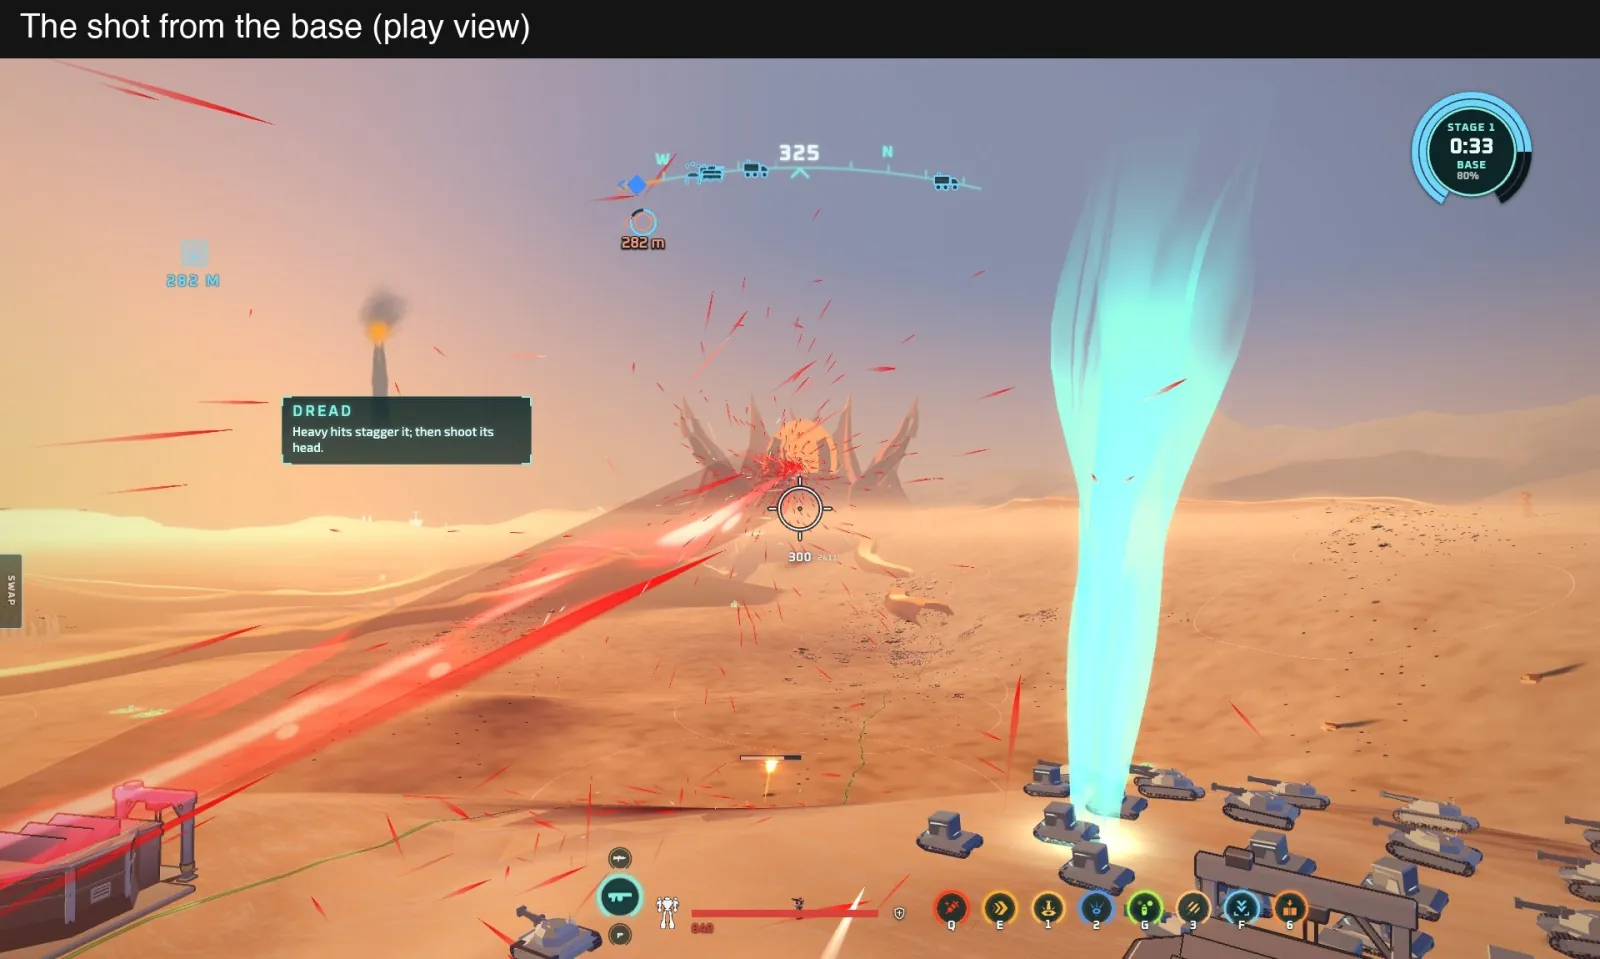 The shot from the base (play view)
STAGE 1
0:33
BASE
80%
W
325
N
282 m
282 M
DREAD
Heavy hits stagger it; then shoot its
head.
SWAP
300
840
Q
E
1
2
G
3
F
6